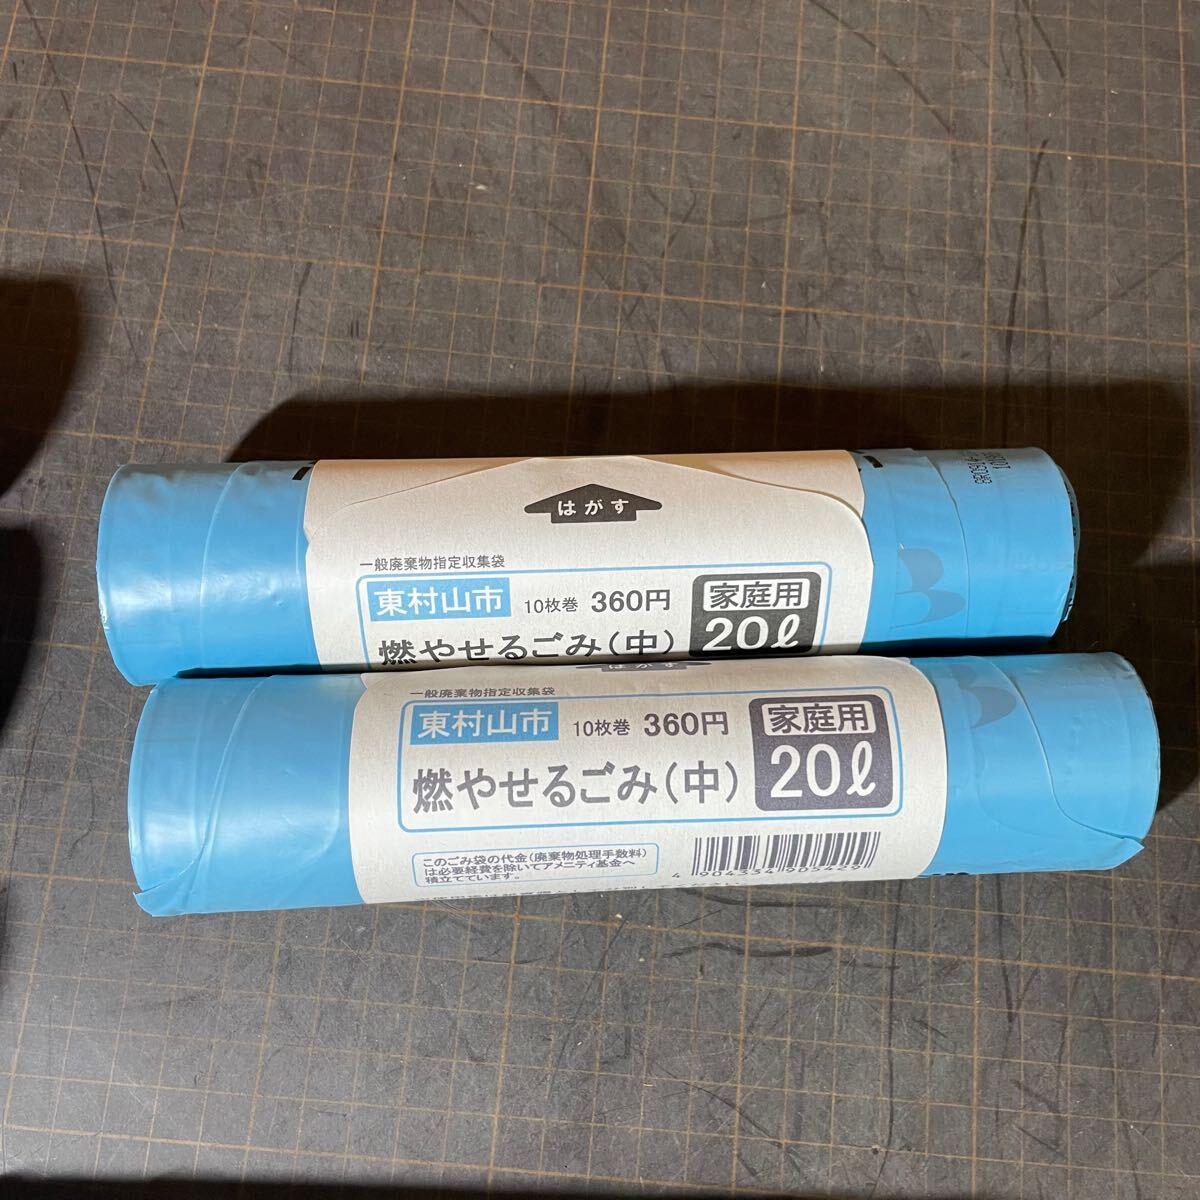 はがす
一般廃棄物指定収集袋
東村山市 10枚巻 360円 家庭用
燃やせるごみ(中) 20ℓ
はがす
一般廃棄物指定収集袋
東村山市 10枚巻 360円 家庭用
燃やせるごみ(中) 20ℓ
このごみ袋の代金(廃棄物処理手数料)
は必要経費を除いてアメニティ基金へ
積立てています。
4904334905429